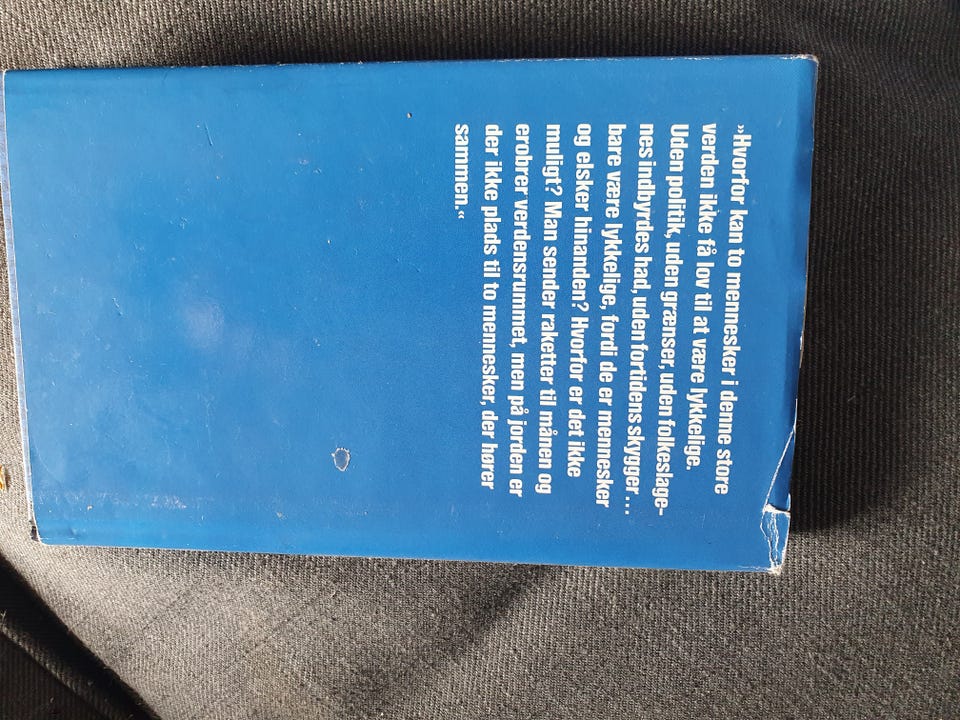 »Hvorfor kan to mennesker i denne store
verden ikke få lov til at være lykkelige.
Uden politik, uden grænser, uden folkeslage-
nes indbyrdes had, uden fortidens skygger...
bare være lykkelige, fordi de er mennesker
og elsker hinanden? Hvorfor er det ikke
muligt? Man sender raketter til månen og
erobrer verdensrummet, men på jorden er
der ikke plads til to mennesker, der hører
sammen.«